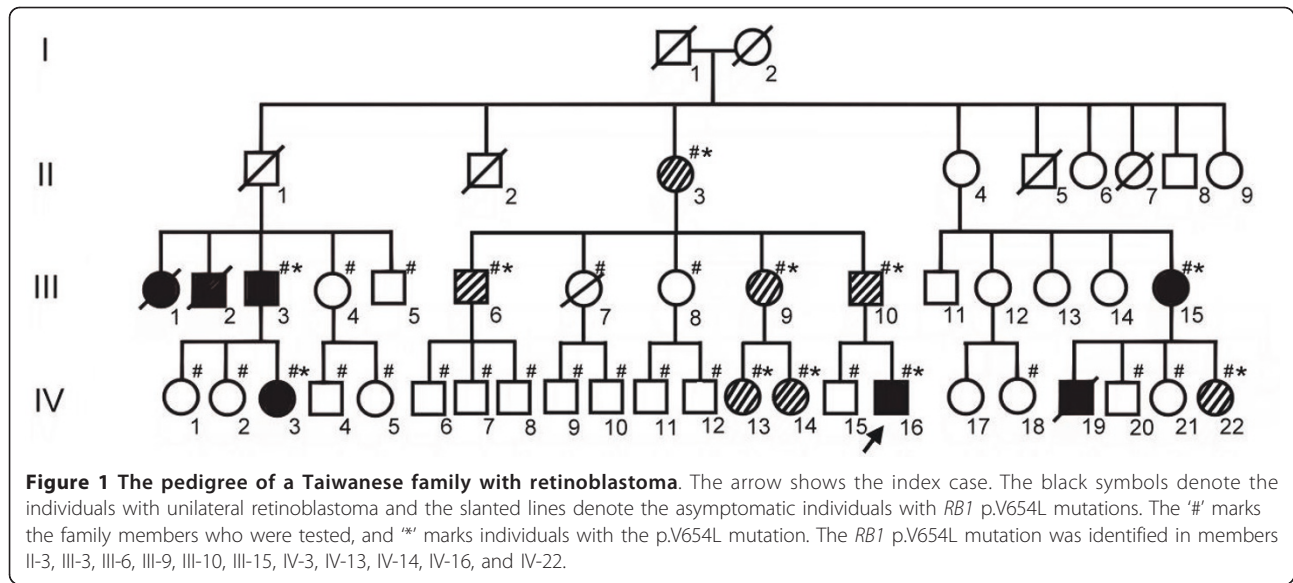 I
1 2
II
#*
1 2 3 4 5 6 7 8 9
III
#* # # #* # # #* #* #*
1 2 3 4 5 6 7 8 9 10 11 12 13 14 15
IV
# # #* # # # # # # # # # #* #* # #* # # # #*
1 2 3 4 5 6 7 8 9 10 11 12 13 14 15 16 17 18 19 20 21 22
Figure 1 The pedigree of a Taiwanese family with retinoblastoma. The arrow shows the index case. The black symbols denote the
individuals with unilateral retinoblastoma and the slanted lines denote the asymptomatic individuals with RB1 p.V654L mutations. The ‘#’ marks
the family members who were tested, and ‘*’ marks individuals with the p.V654L mutation. The RB1 p.V654L mutation was identified in members
II-3, III-3, III-6, III-9, III-10, III-15, IV-3, IV-13, IV-14, IV-16, and IV-22.